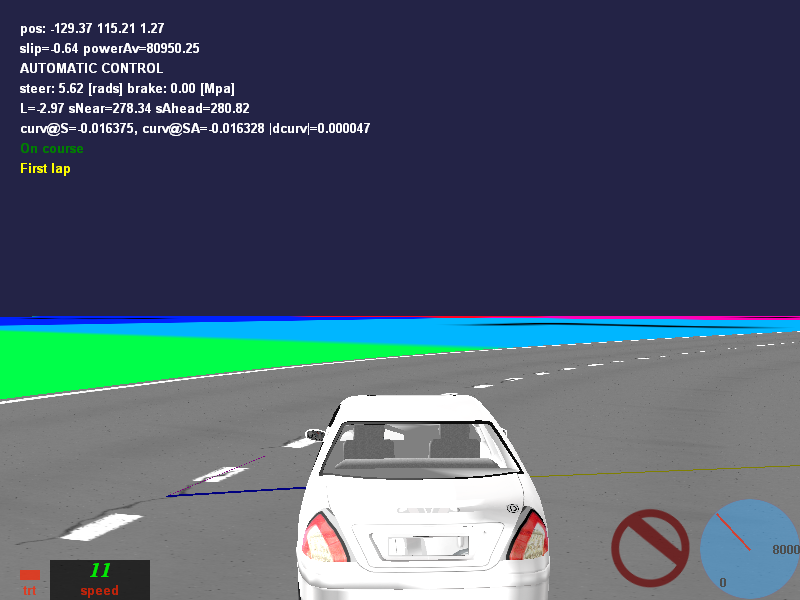 pos: -129.37 115.21 1.27
slip=-0.64 powerAv=80950.25
AUTOMATIC CONTROL
steer: 5.62 [rads] brake: 0.00 [Mpa]
L=-2.97 sNear=278.34 sAhead=280.82
curv@S=-0.016375, curv@SA=-0.016328 |dcurv|=0.000047
On course
First lap
8000
0
11
trt
speed